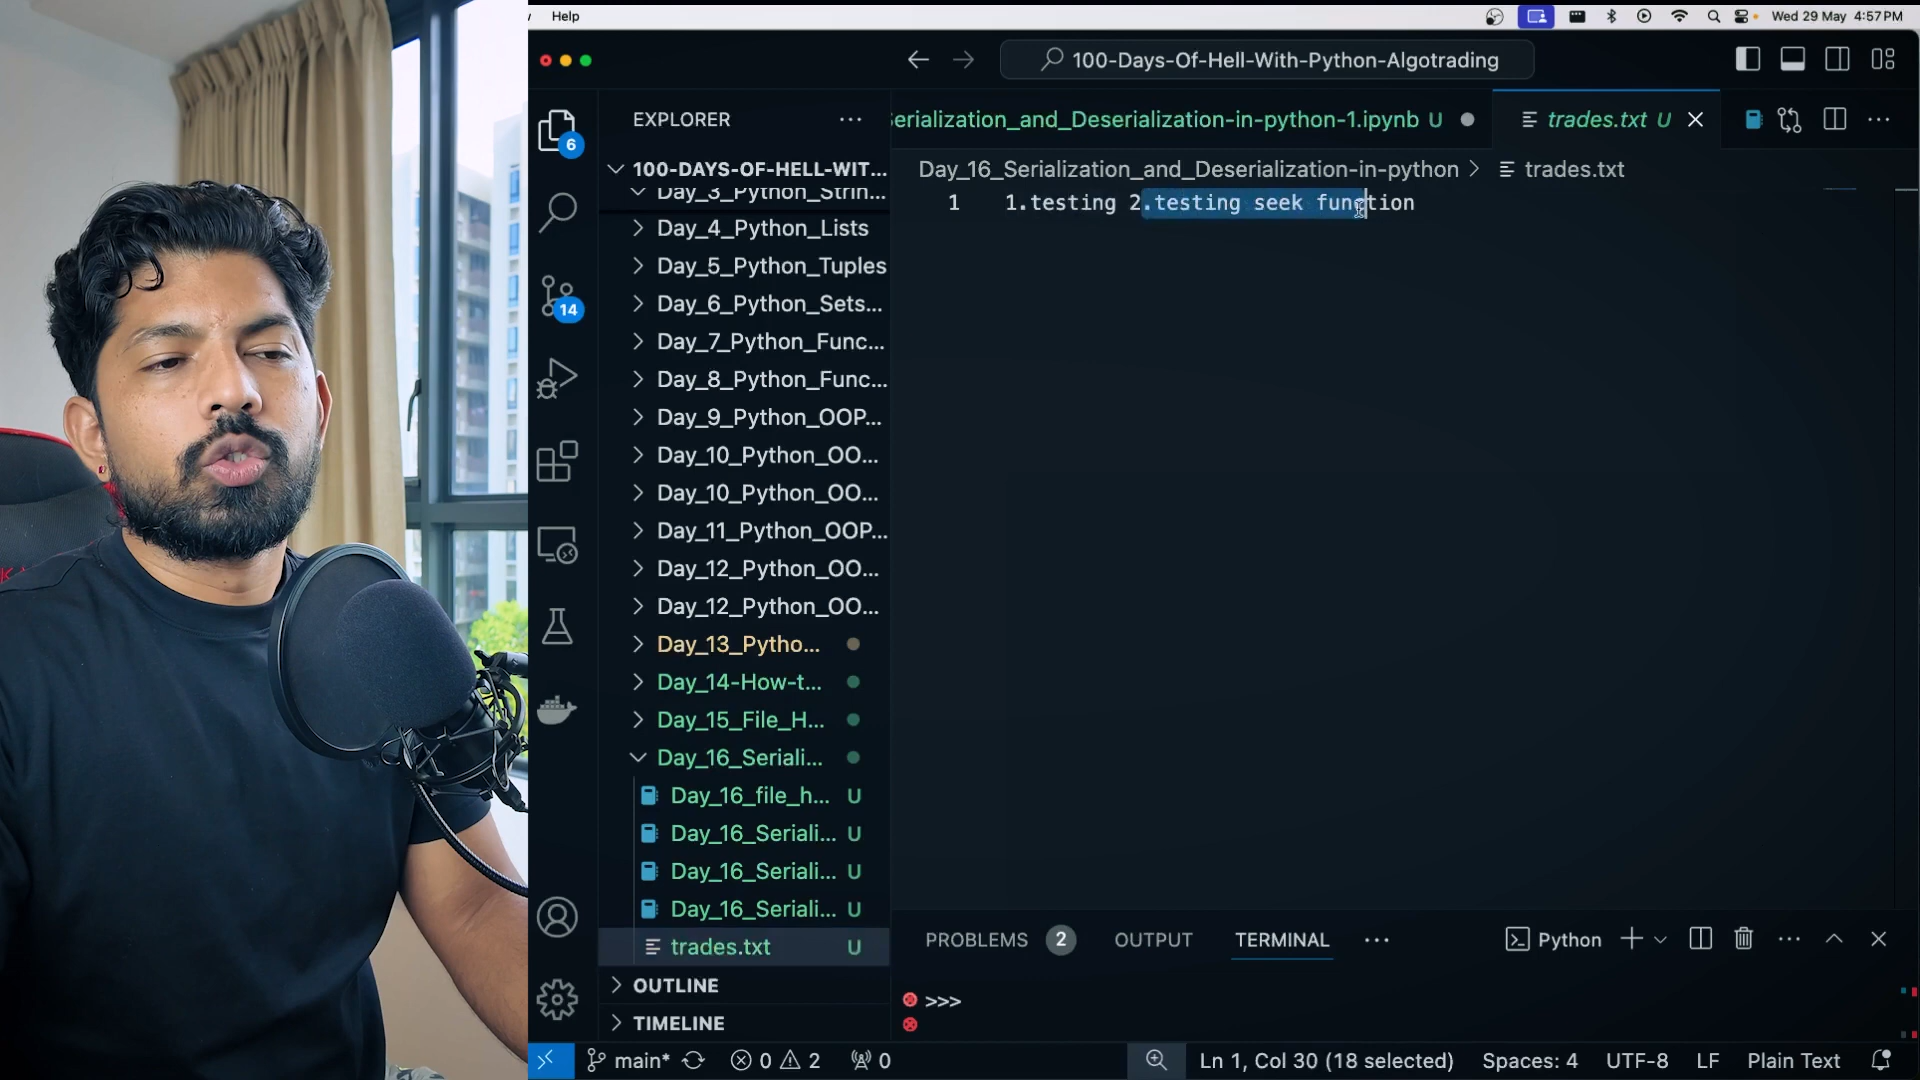 Help
Wed 29 May 4:57 PM
100-Days-Of-Hell-With-Python-Algotrading
EXPLORER
6
erialization_and_Deserialization-in-python-1.ipynb U
trades.txt U
100-DAYS-OF-HELL-WIT...
Day_16_Serialization_and_Deserialization-in-python > trades.txt
Day_3_Python_Strin...
1 1.testing 2.testing seek function
Day_4_Python_Lists
Day_5_Python_Tuples
Day_6_Python_Sets...
14
Day_7_Python_Func...
Day_8_Python_Func...
Day_9_Python_OOP...
Day_10_Python_OO...
Day_10_Python_OO...
Day_11_Python_OOP...
Day_12_Python_OO...
Day_12_Python_OO...
Day_13_Pytho...
Day_14-How-t...
Day_15_File_H...
Day_16_Seriali...
Day_16_file_h... U
Day_16_Seriali... U
Day_16_Seriali... U
Day_16_Seriali... U
trades.txt U
OUTLINE
TIMELINE
PROBLEMS 2 OUTPUT TERMINAL ... Python
>>>
main* 0 2 0
Ln 1, Col 30 (18 selected) Spaces: 4 UTF-8 LF Plain Text